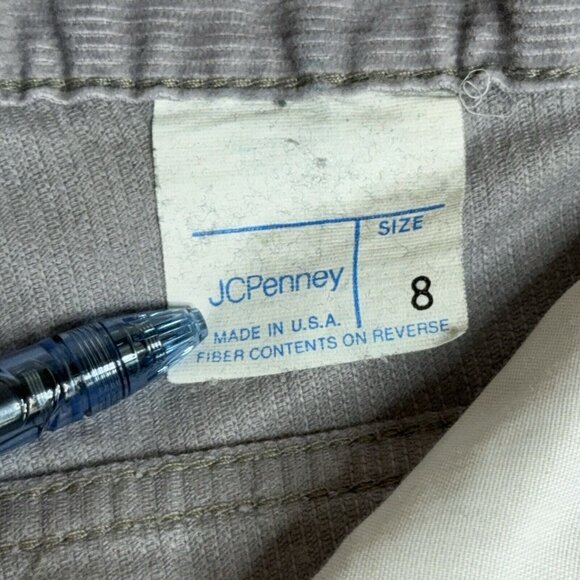 SIZE
JCPenney
8
MADE IN U.S.A.
FIBER CONTENTS ON REVERSE